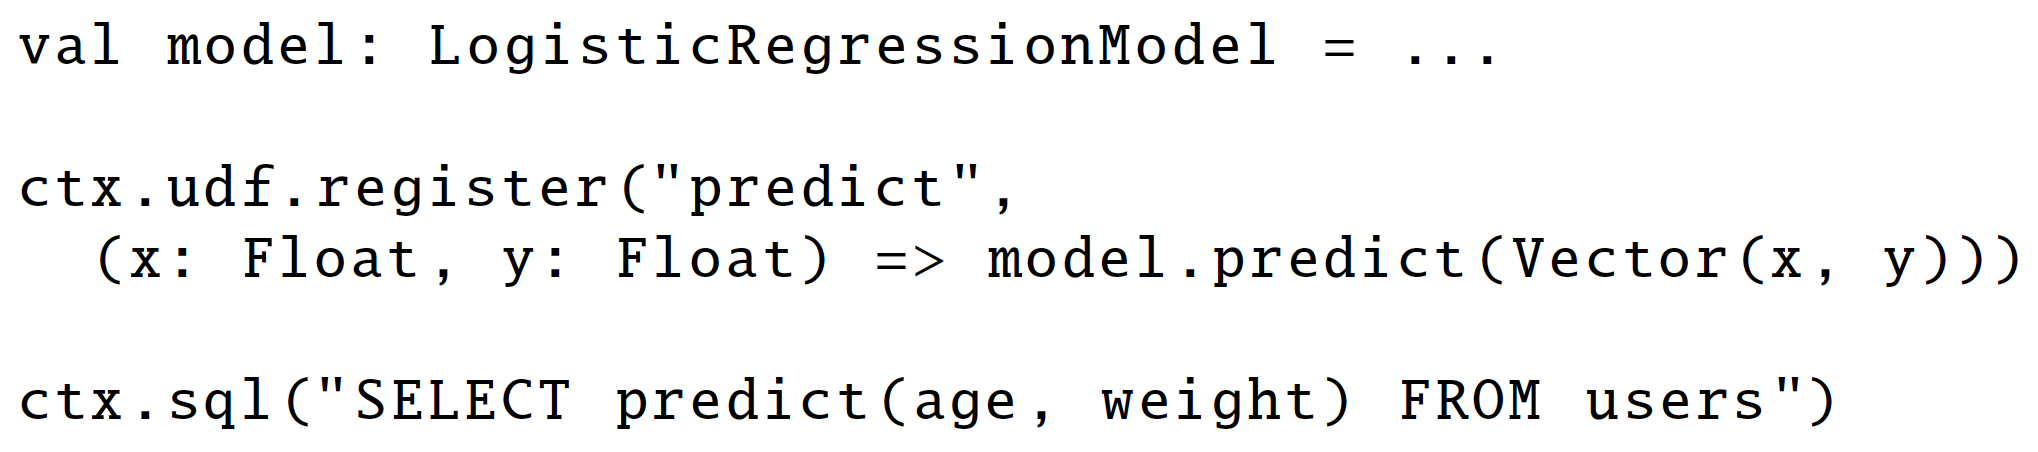 val model: LogisticRegressionModel = ...
ctx.udf.register("predict",
(x: Float, y: Float) => model.predict(Vector(x, y)))
ctx.sql("SELECT predict(age, weight) FROM users")